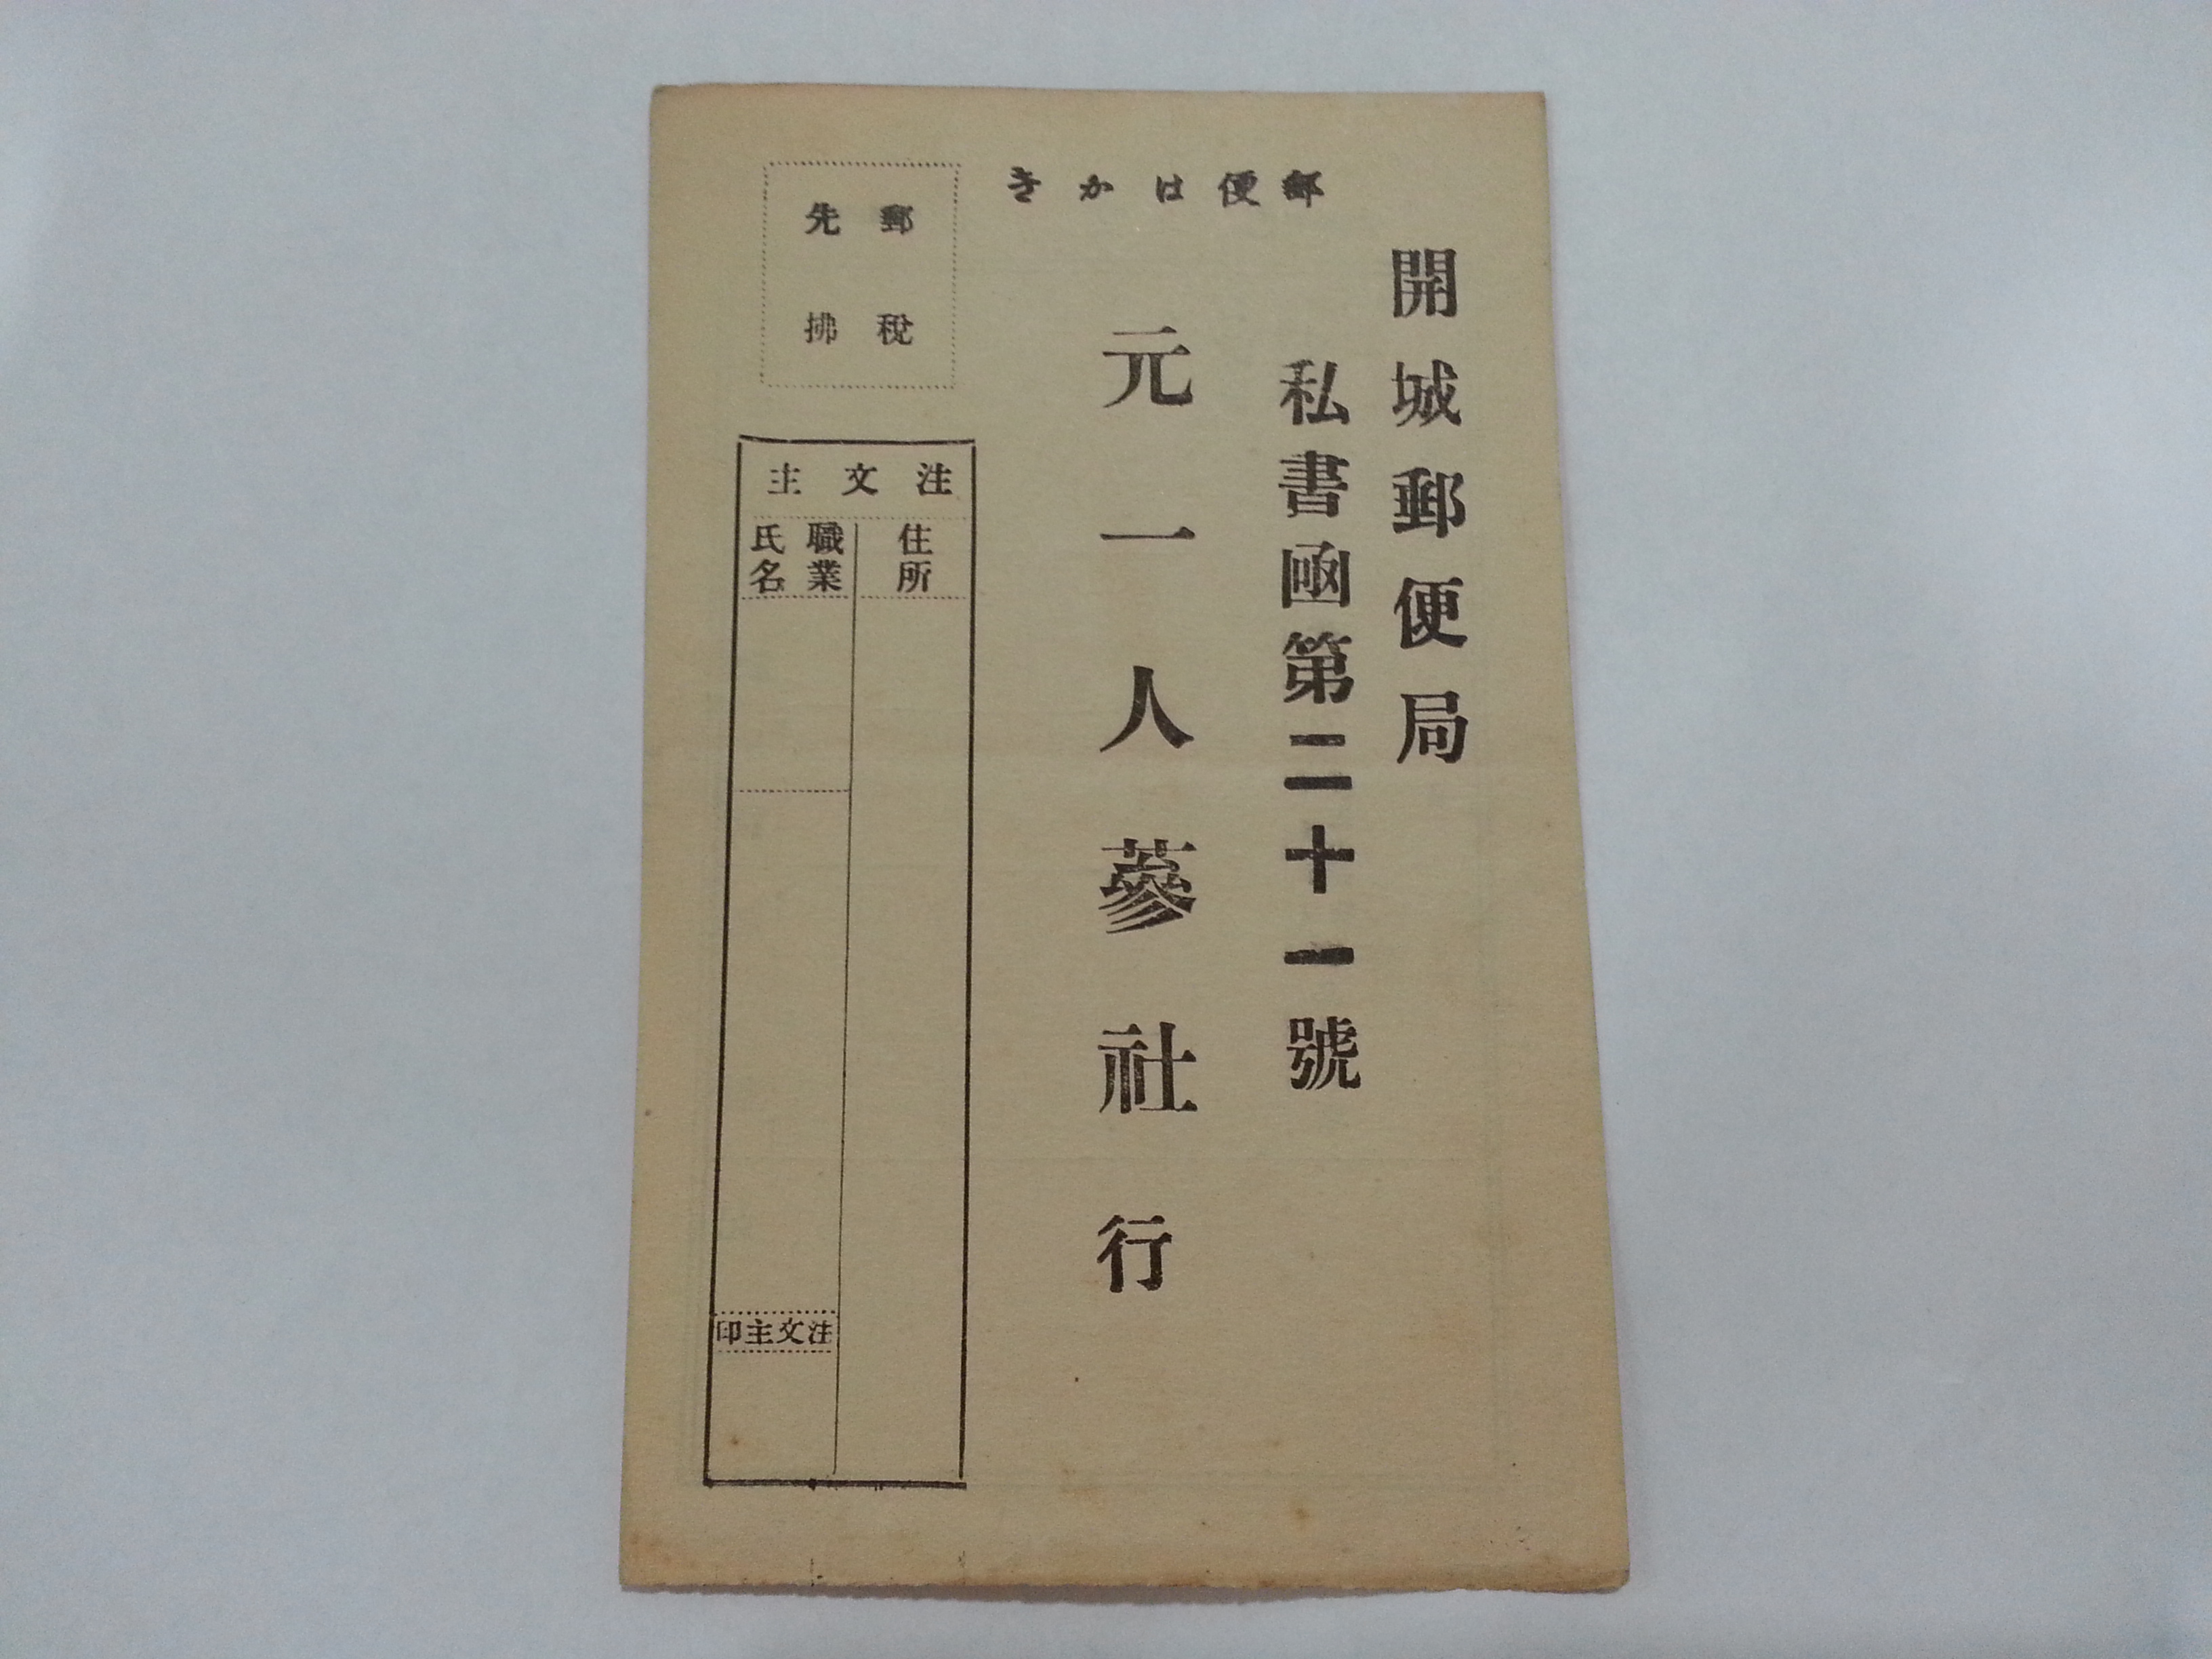 郵便はかき
開城郵便局
私書凾第二十一號
元一人蔘社行
郵稅
先拂
注文主
住所
職業
氏名
注文主印